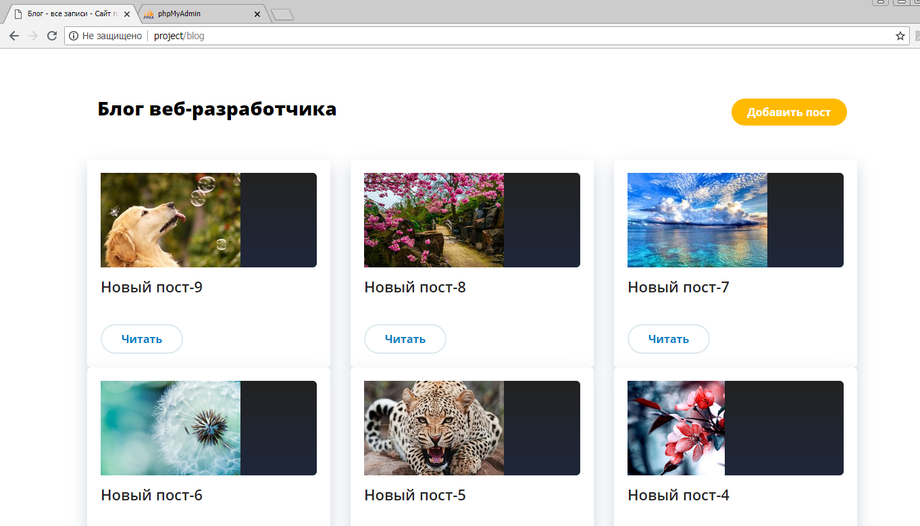 Блог - все записи - Сайт п
phpMyAdmin
Не защищено
project/blog
Блог веб-разработчика
Добавить пост
Новый пост-9
Новый пост-8
Новый пост-7
Читать
Читать
Читать
Новый пост-6
Новый пост-5
Новый пост-4